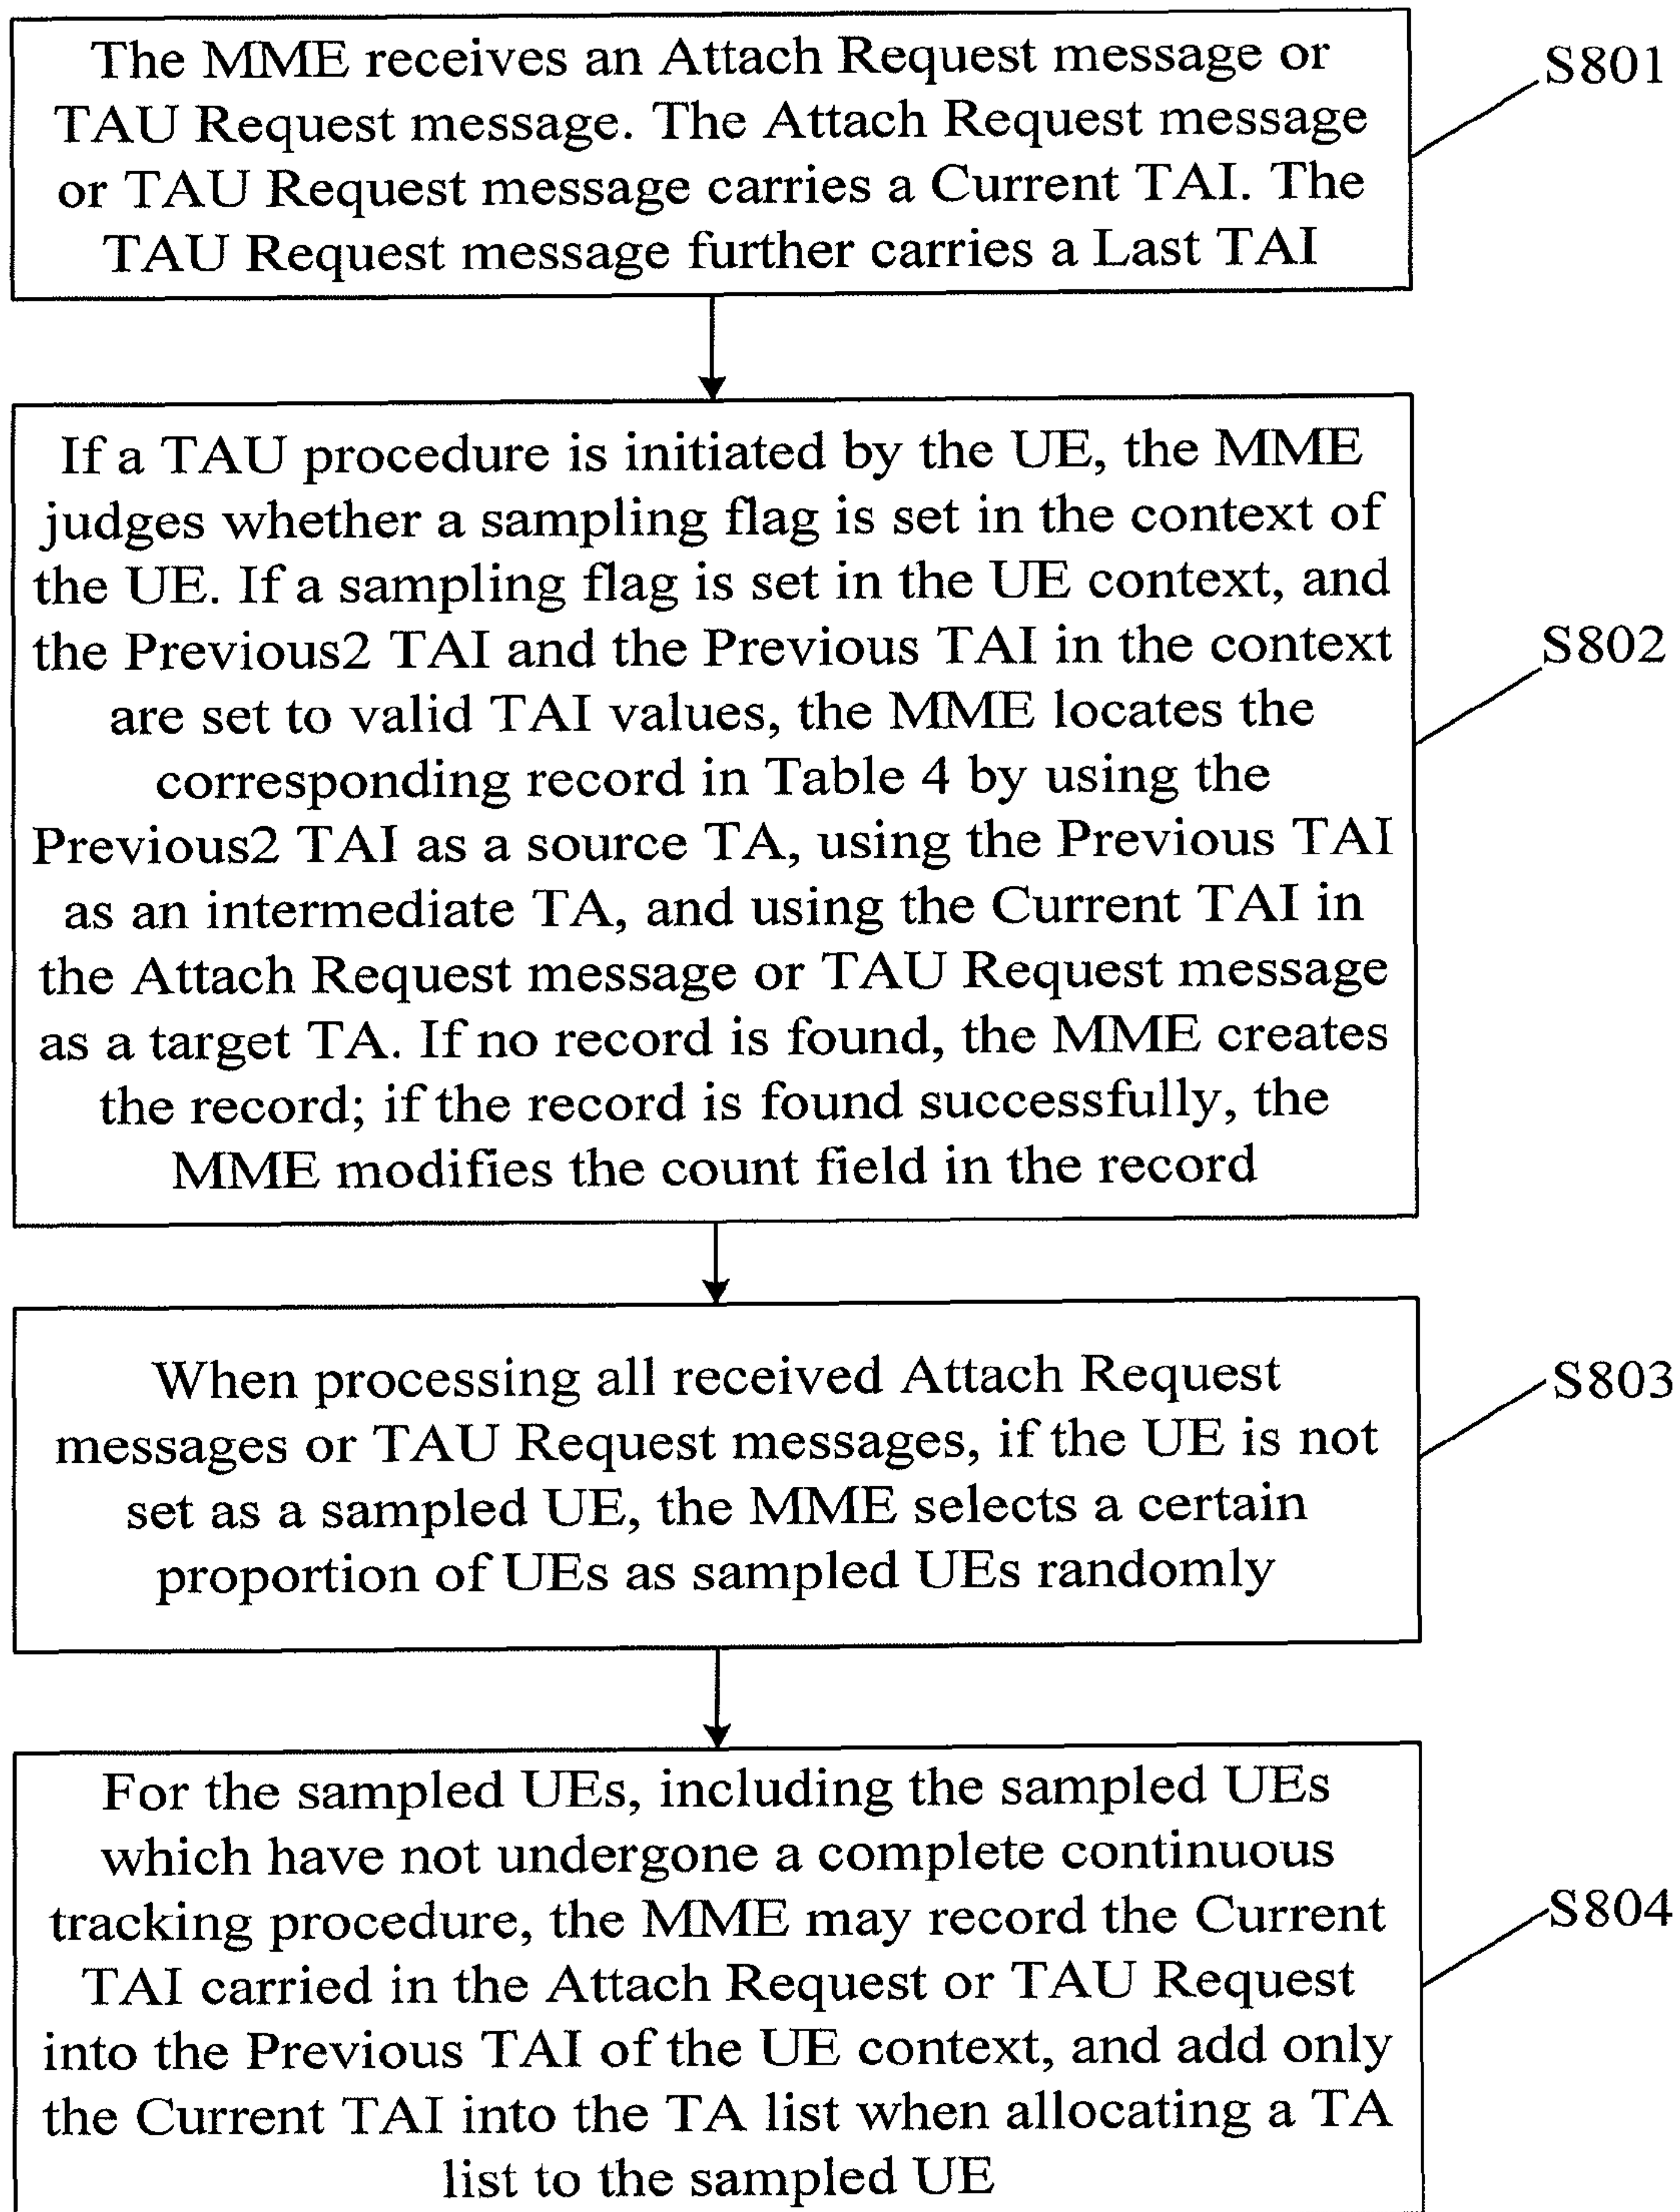 The MME receives an Attach Request message or
TAU Request message. The Attach Request message
or TAU Request message carries a Current TAI. The
TAU Request message further carries a Last TAI
S801
If a TAU procedure is initiated by the UE, the MME
judges whether a sampling flag is set in the context of
the UE. If a sampling flag is set in the UE context, and
the Previous2 TAI and the Previous TAI in the context
are set to valid TAI values, the MME locates the
corresponding record in Table 4 by using the
Previous2 TAI as a source TA, using the Previous TAI
as an intermediate TA, and using the Current TAI in
the Attach Request message or TAU Request message
as a target TA. If no record is found, the MME creates
the record; if the record is found successfully, the
MME modifies the count field in the record
S802
When processing all received Attach Request
messages or TAU Request messages, if the UE is not
set as a sampled UE, the MME selects a certain
proportion of UEs as sampled UEs randomly
S803
For the sampled UEs, including the sampled UEs
which have not undergone a complete continuous
tracking procedure, the MME may record the Current
TAI carried in the Attach Request or TAU Request
into the Previous TAI of the UE context, and add only
the Current TAI into the TA list when allocating a TA
list to the sampled UE
S804